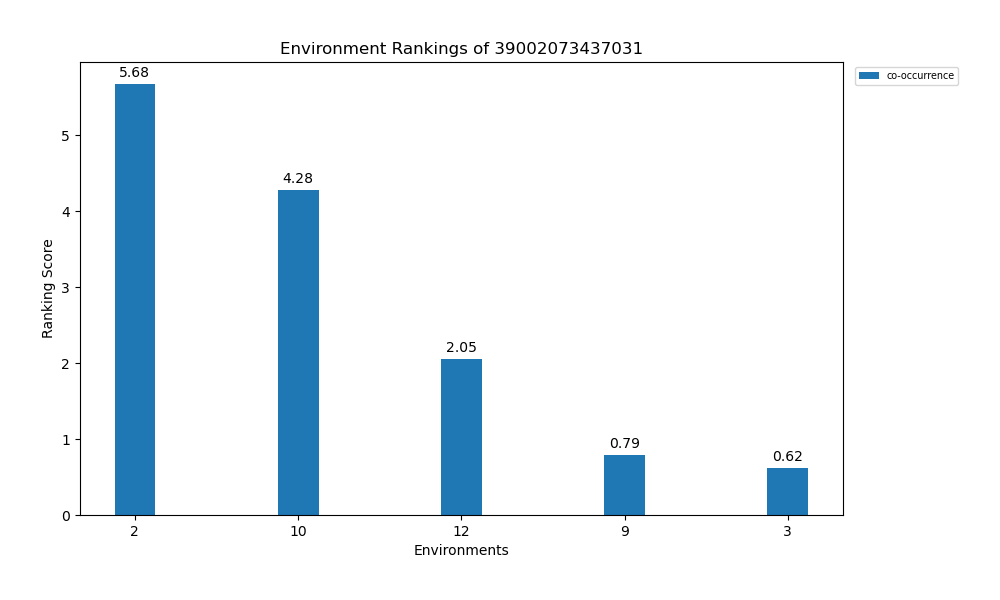 Environment Rankings of 39002073437031
5.68
co-occurrence
5
4.28
4
Ranking Score
3
2.05
2
0.79
1
0.62
0
2 10 12 9 3
Environments